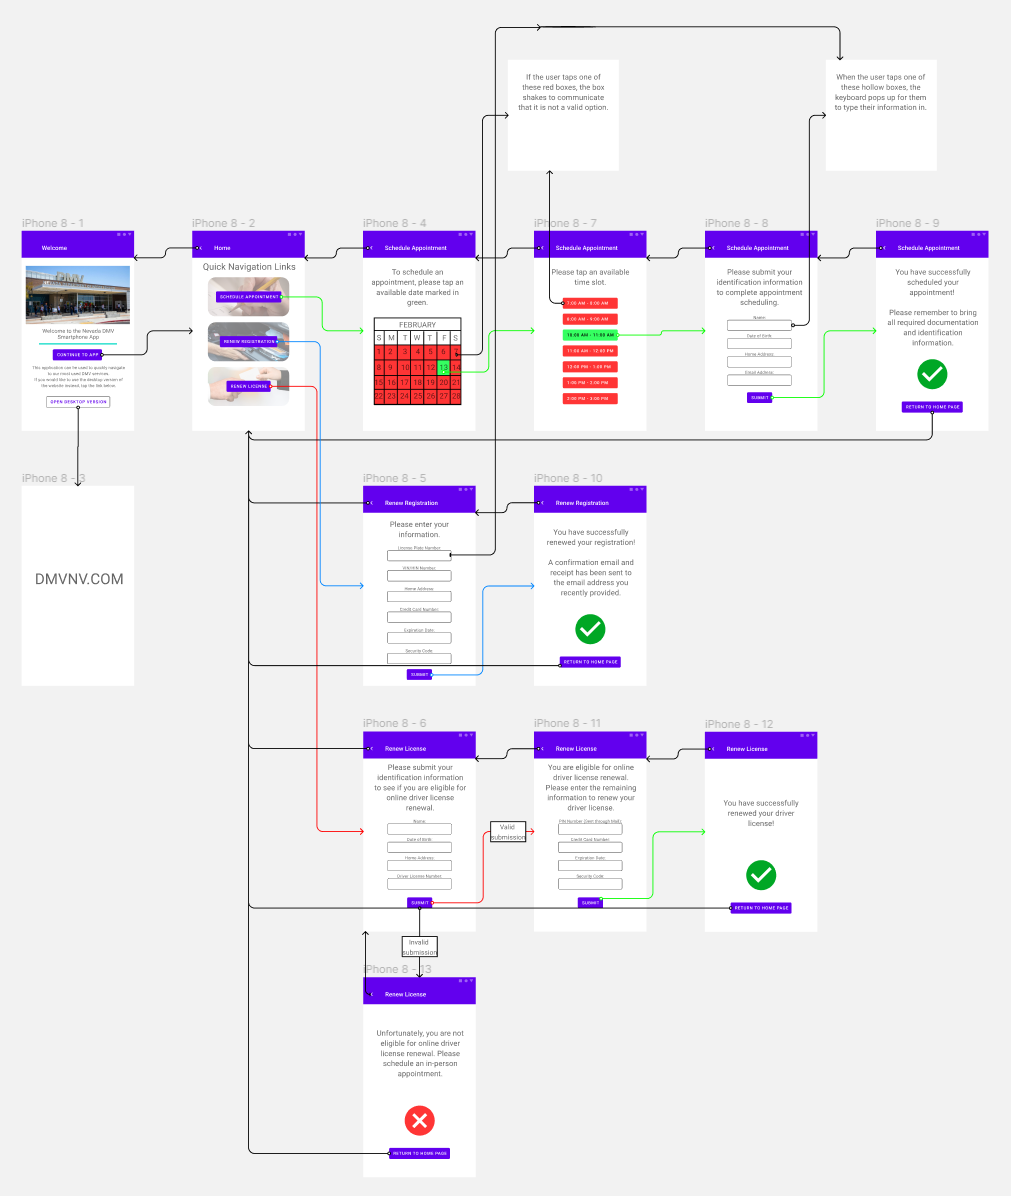 If the user taps one of
these red boxes, the box
shakes to communicate
that it is not a valid option.
When the user taps one of
these hollow boxes, the
keyboard pops up for them
to type their information in.
iPhone 8 - 1
Welcome
DMV
Welcome to the Nevada DMV
Smartphone App
CONTINUE TO APP
This application can be used to quickly navigate
to our most used DMV services.
If you would like to use the desktop version of
the website instead, tap the link below.
OPEN DESKTOP VERSION
iPhone 8 - 2
Home
Quick Navigation Links
SCHEDULE APPOINTMENT
RENEW REGISTRATION
RENEW LICENSE
iPhone 8 - 4
Schedule Appointment
To schedule an
appointment, please tap an
available date marked in
green.
FEBRUARY
S M T W T F S
1 2 3 4 5 6
8 9 10 11 12 13 14
15 16 17 18 19 20 21
22 23 24 25 26 27 28
iPhone 8 - 7
Schedule Appointment
Please tap an available
time slot.
7:00 AM - 8:00 AM
8:00 AM - 9:00 AM
10:00 AM - 11:00 AM
11:00 AM - 12:00 PM
12:00 PM - 1:00 PM
1:00 PM - 2:00 PM
2:00 PM - 3:00 PM
iPhone 8 - 8
Schedule Appointment
Please submit your
identification information
to complete appointment
scheduling.
Name:
Date of Birth:
Home Address:
Email Address:
SUBMIT
iPhone 8 - 9
Schedule Appointment
You have successfully
scheduled your
appointment!
Please remember to bring
all required documentation
and identification
information.
RETURN TO HOME PAGE
iPhone 8 - 3
DMVNV.COM
iPhone 8 - 5
Renew Registration
Please enter your
information.
License Plate Number:
VIN/HIN Number:
Home Address:
Credit Card Number:
Expiration Date:
Security Code:
SUBMIT
iPhone 8 - 10
Renew Registration
You have successfully
renewed your registration!
A confirmation email and
receipt has been sent to
the email address you
recently provided.
RETURN TO HOME PAGE
iPhone 8 - 6
Renew License
Please submit your
identification information
to see if you are eligible for
online driver license
renewal.
Name:
Date of Birth:
Home Address:
Driver License Number:
SUBMIT
Valid
submission
Invalid
submission
iPhone 8 - 11
Renew License
You are eligible for online
driver license renewal.
Please enter the remaining
information to renew your
driver license.
PIN Number (Sent through Mail):
Credit Card Number:
Expiration Date:
Security Code:
SUBMIT
iPhone 8 - 12
Renew License
You have successfully
renewed your driver
license!
RETURN TO HOME PAGE
iPhone 8 - 13
Renew License
Unfortunately, you are not
eligible for online driver
license renewal. Please
schedule an in-person
appointment.
RETURN TO HOME PAGE